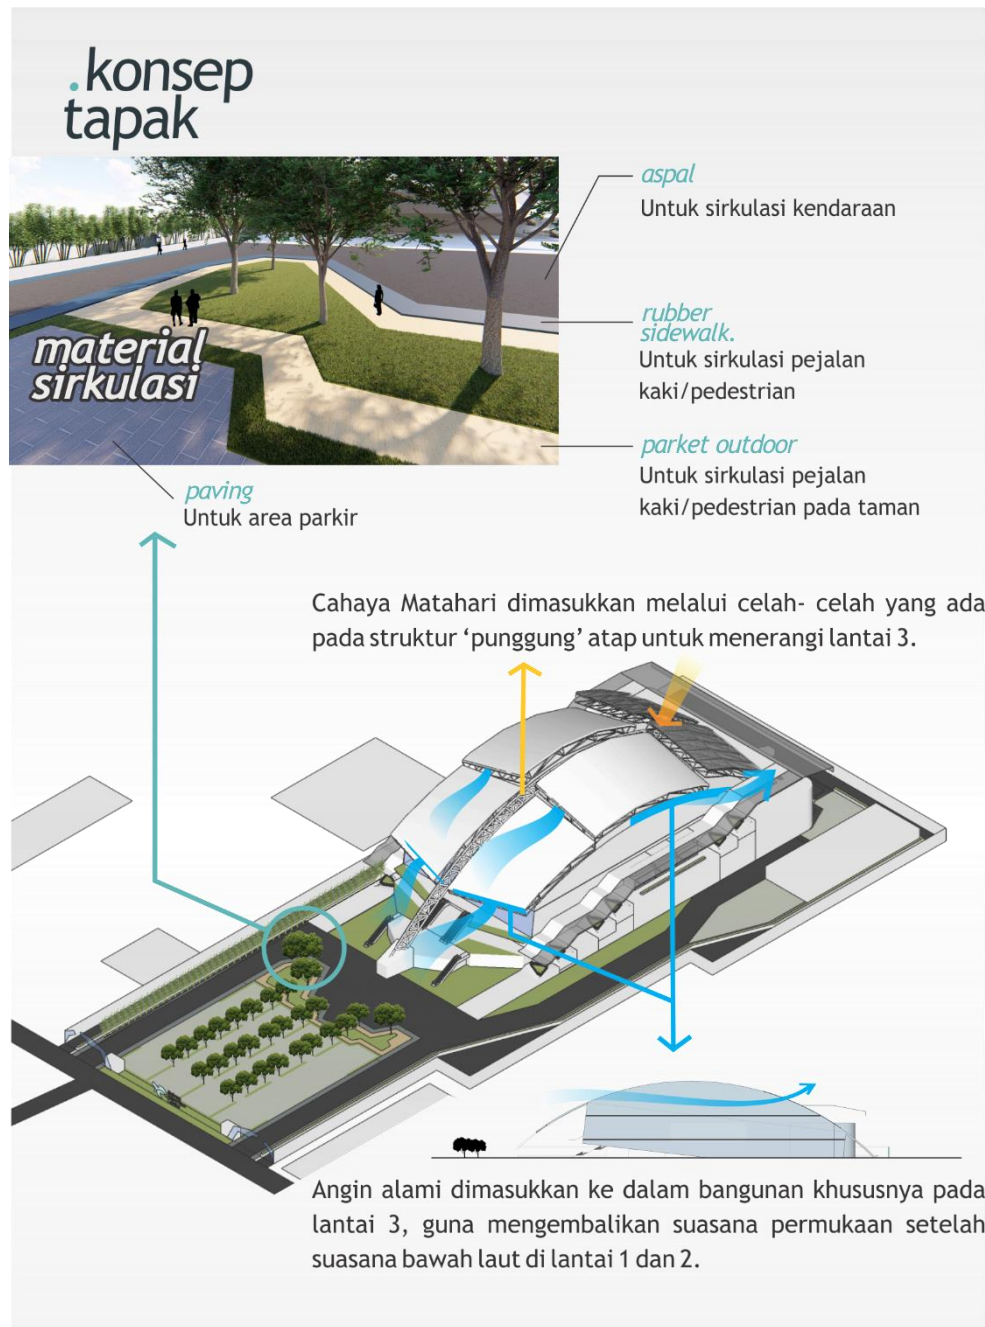 .konsep
tapak
aspal
Untuk sirkulasi kendaraan
rubber
sidewalk.
Untuk sirkulasi pejalan
kaki/pedestrian
material
sirkulasi
parket outdoor
Untuk sirkulasi pejalan
kaki/pedestrian pada taman
paving
Untuk area parkir
Cahaya Matahari dimasukkan melalui celah- celah yang ada
pada struktur ‘punggung’ atap untuk menerangi lantai 3.
Angin alami dimasukkan ke dalam bangunan khususnya pada
lantai 3, guna mengembalikan suasana permukaan setelah
suasana bawah laut di lantai 1 dan 2.